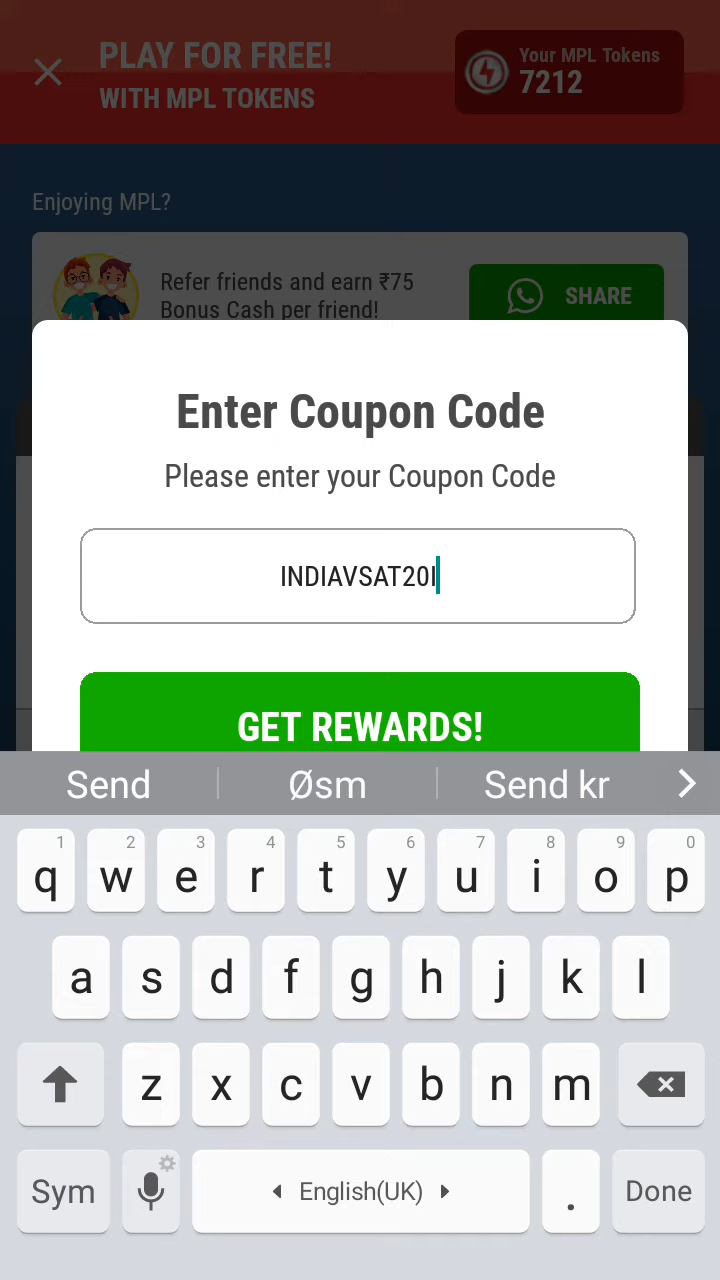 PLAY FOR FREE!
WITH MPL TOKENS
Your MPL Tokens
7212
Enjoying MPL?
Refer friends and earn ₹75
Bonus Cash per friend!
SHARE
Enter Coupon Code
Please enter your Coupon Code
INDIAVSAT20I
GET REWARDS!
Send Øsm Send kr
1 2 3 4 5 6 7 8 9 0
q w e r t y u i o p
a s d f g h j k l
z x c v b n m
Sym English(UK) . Done